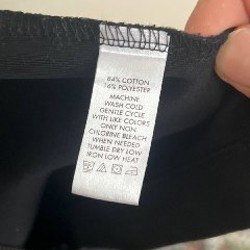 84% COTTON
16% POLYESTER
MACHINE
WASH COLD
GENTLE CYCLE
WITH LIKE COLORS
ONLY NON
CHLORINE BLEACH
WHEN NEEDED
TUMBLE DRY LOW
IRON LOW HEAT